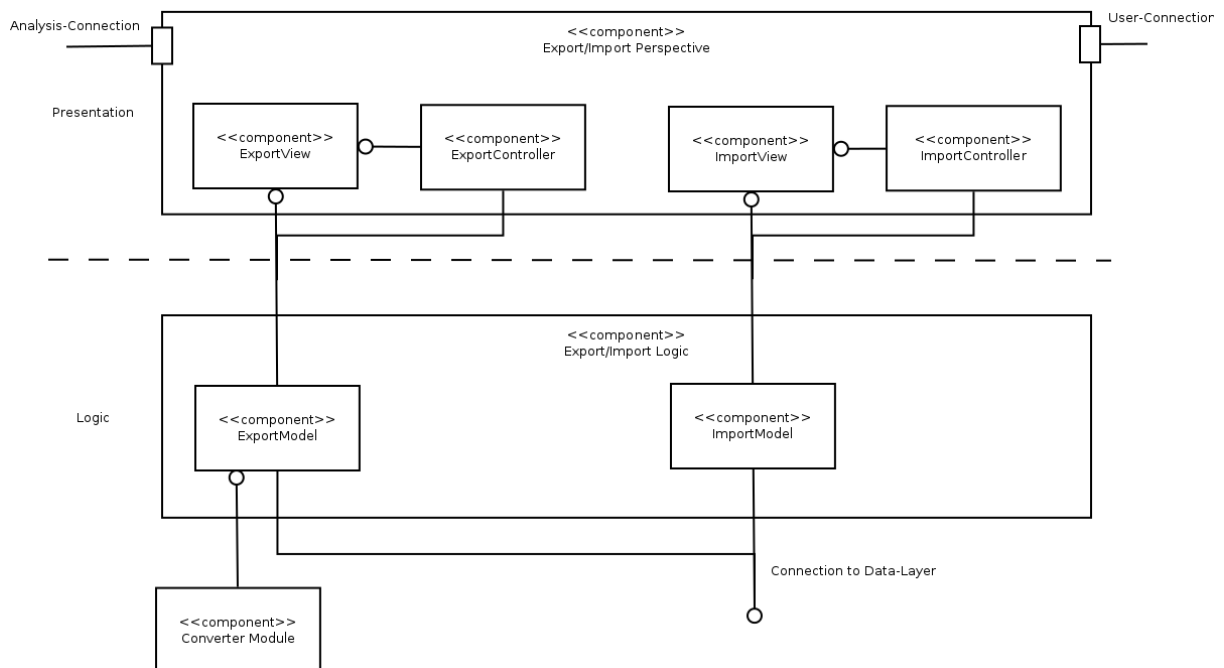 Analysis-Connection
User-Connection
<<component>>
Export/Import Perspective
Presentation
<<component>>
ExportView
<<component>>
ExportController
<<component>>
ImportView
<<component>>
ImportController
<<component>>
Export/Import Logic
Logic
<<component>>
ExportModel
<<component>>
ImportModel
Connection to Data-Layer
<<component>>
Converter Module